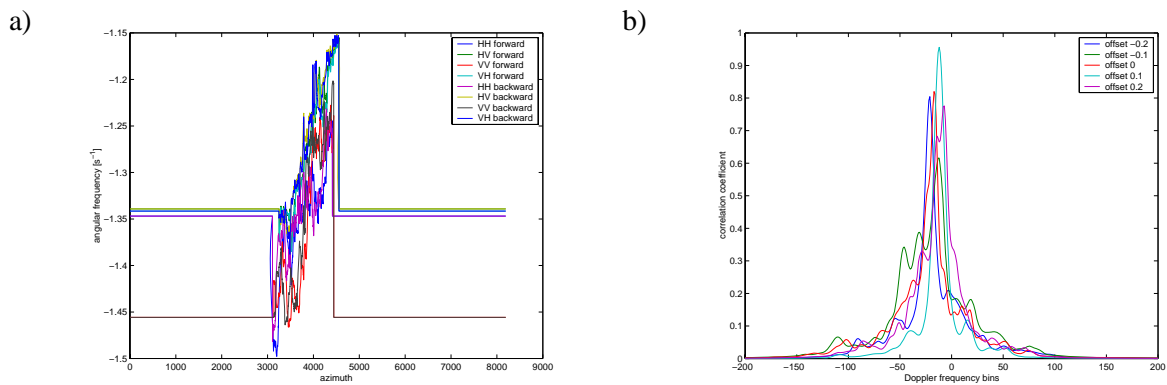 a)
−1.15
−1.2
−1.25
−1.3
−1.35
−1.4
−1.45
−1.5
angular frequency [s⁻¹]
HH forward
HV forward
VV forward
VH forward
HH backward
HV backward
VV backward
VH backward
0 1000 2000 3000 4000 5000 6000 7000 8000 9000
azimuth
b)
1
0.9
0.8
0.7
0.6
0.5
0.4
0.3
0.2
0.1
0
correlation coefficient
offset −0.2
offset −0.1
offset 0
offset 0.1
offset 0.2
−200 −150 −100 −50 0 50 100 150 200
Doppler frequency bins